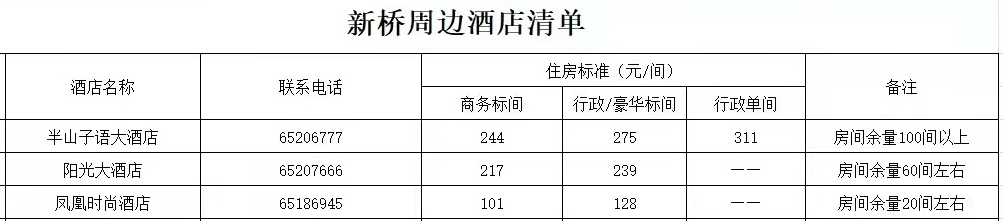 新桥周边酒店清单
酒店名称 联系电话 住房标准（元/间） 备注
商务标间 行政/豪华标间 行政单间
半山子语大酒店 65206777 244 275 311 房间余量100间以上
阳光大酒店 65207666 217 239 —— 房间余量60间左右
凤凰时尚酒店 65186945 101 128 —— 房间余量20间左右